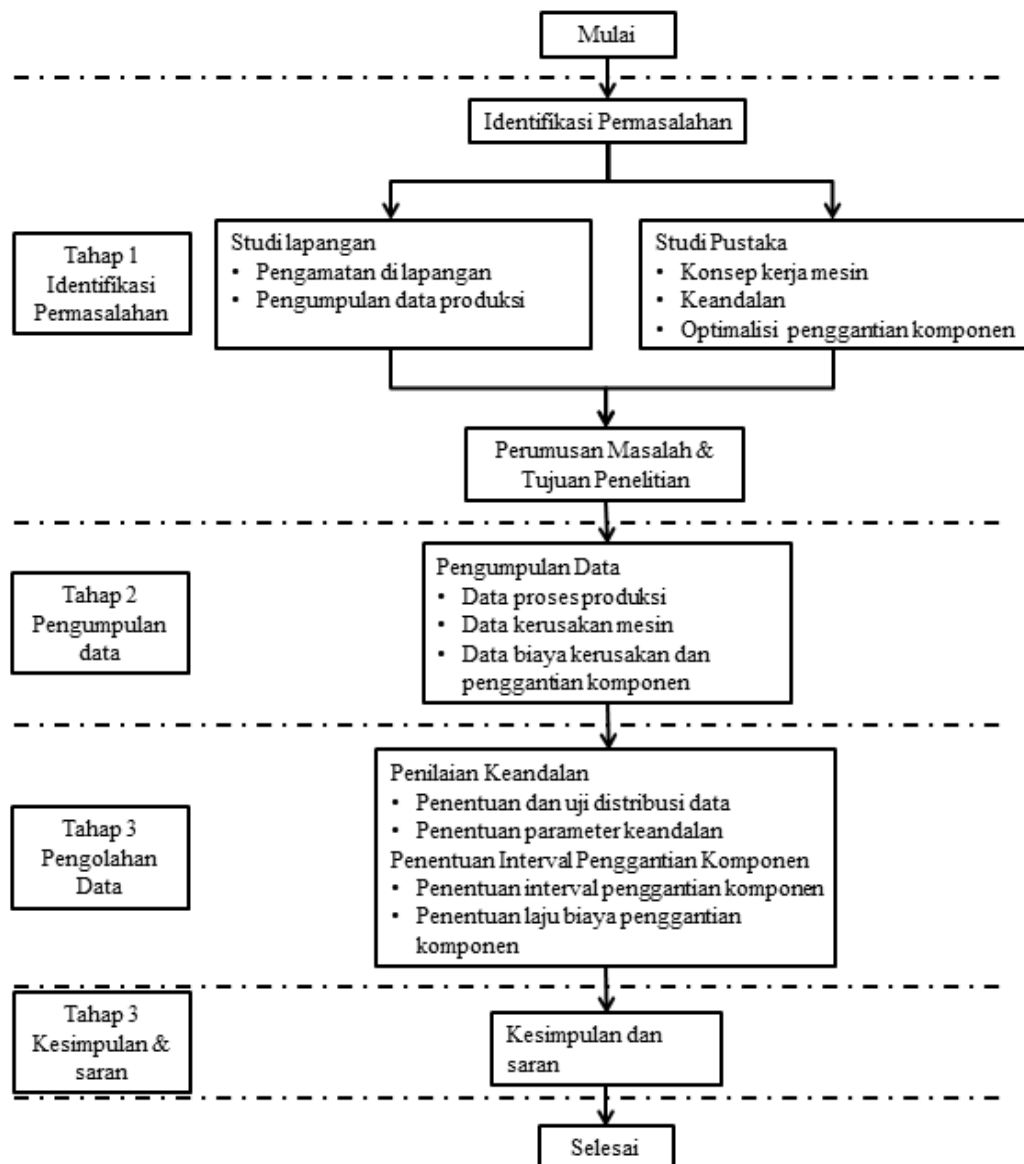 Mulai
Identifikasi Permasalahan
Tahap 1
Identifikasi
Permasalahan
Studi lapangan
• Pengamatan di lapangan
• Pengumpulan data produksi
Studi Pustaka
• Konsep kerja mesin
• Keandalan
• Optimalisi penggantian komponen
Perumusan Masalah &
Tujuan Penelitian
Tahap 2
Pengumpulan
data
Pengumpulan Data
• Data proses produksi
• Data kerusakan mesin
• Data biaya kerusakan dan
penggantian komponen
Tahap 3
Pengolahan
Data
Penilaian Keandalan
• Penentuan dan uji distribusi data
• Penentuan parameter keandalan
Penentuan Interval Penggantian Komponen
• Penentuan interval penggantian komponen
• Penentuan laju biaya penggantian
komponen
Tahap 3
Kesimpulan &
saran
Kesimpulan dan
saran
Selesai